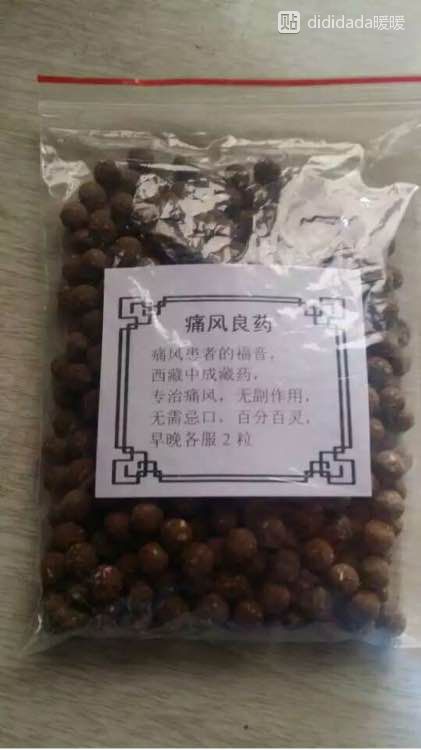 贴 dididada暖暖
痛风良药
痛风患者的福音，
西藏中成藏药，
专治痛风，无副作用，
无需忌口，百分百灵，
早晚各服2粒